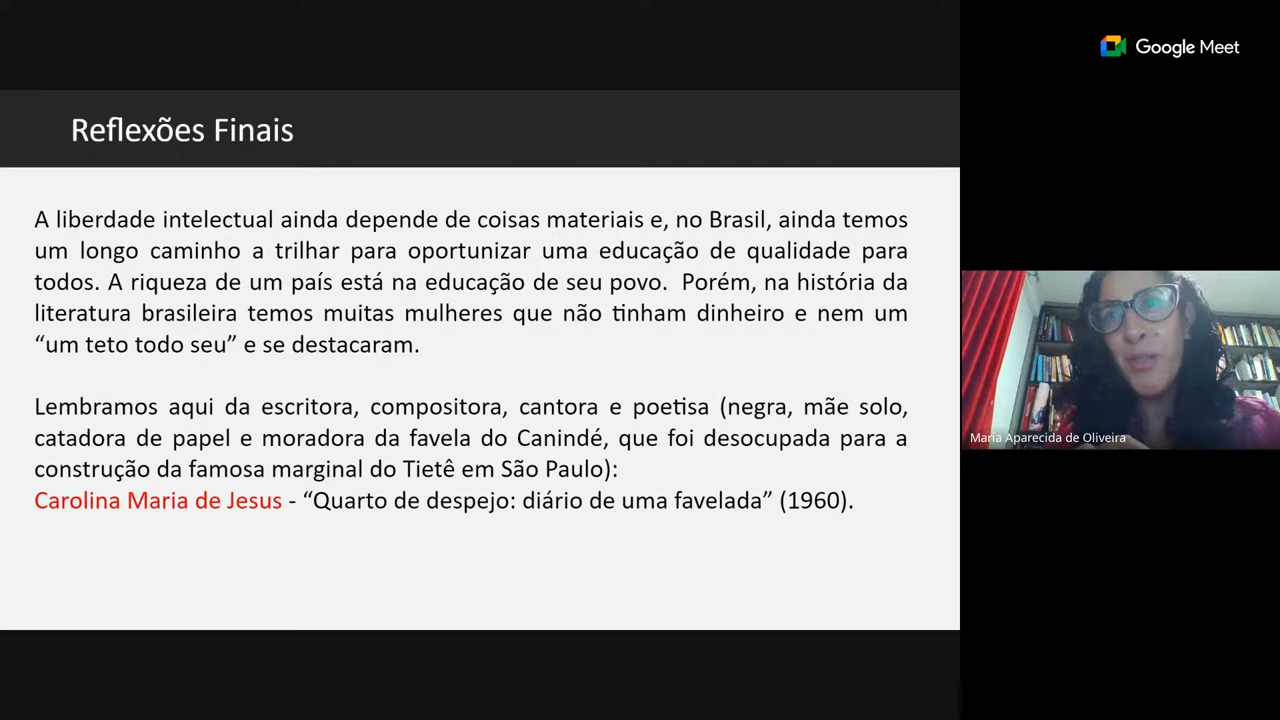 Google Meet
Reflexões Finais
A liberdade intelectual ainda depende de coisas materiais e, no Brasil, ainda temos
um longo caminho a trilhar para oportunizar uma educação de qualidade para
todos. A riqueza de um país está na educação de seu povo. Porém, na história da
literatura brasileira temos muitas mulheres que não tinham dinheiro e nem um
“um teto todo seu” e se destacaram.
Lembramos aqui da escritora, compositora, cantora e poetisa (negra, mãe solo,
catadora de papel e moradora da favela do Canindé, que foi desocupada para a
construção da famosa marginal do Tietê em São Paulo):
Carolina Maria de Jesus - “Quarto de despejo: diário de uma favelada” (1960).
Maria Aparecida de Oliveira